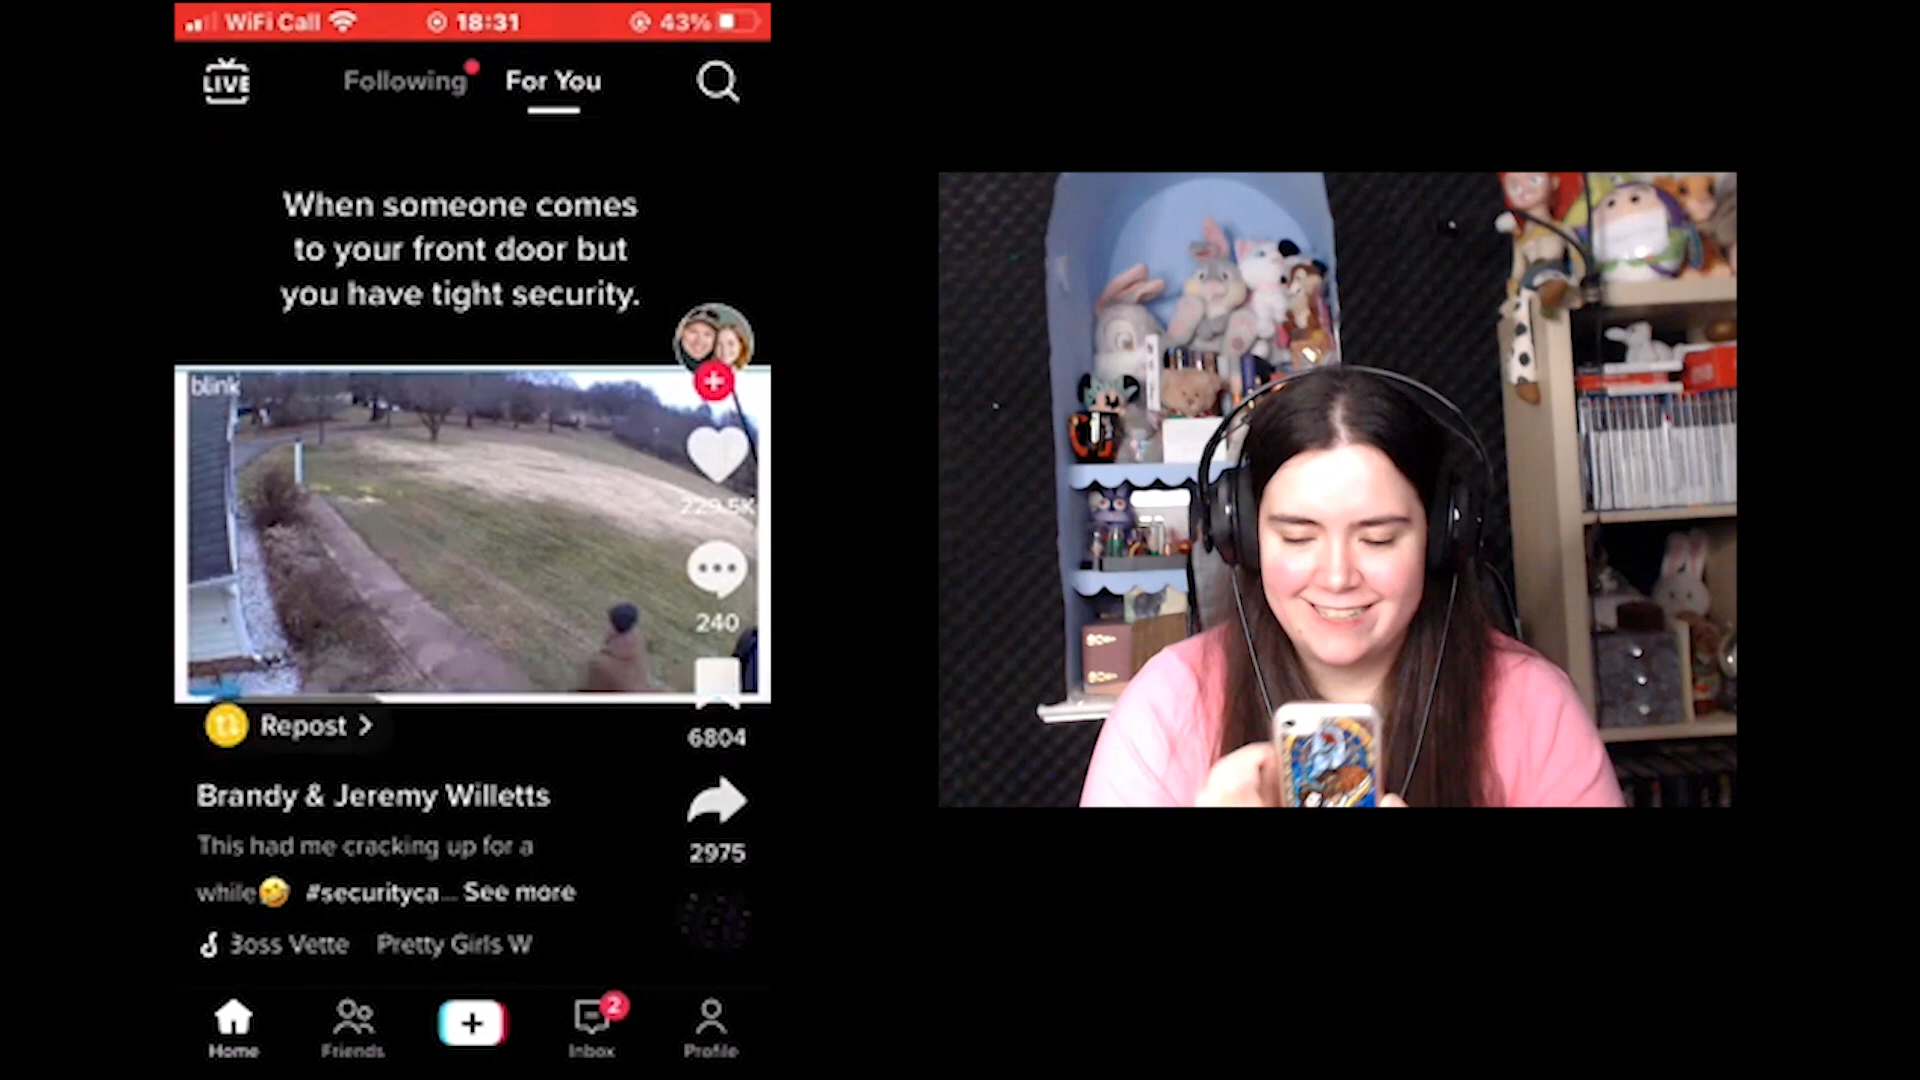 WiFi Call 18:31 43%
LIVE Following For You
When someone comes
to your front door but
you have tight security.
blink
229.5K
240
Repost >
6804
Brandy & Jeremy Willetts
This had me cracking up for a
2975
while🤣 #securityca... See more
Boss Vette Pretty Girls W
2
Home Friends Inbox Profile